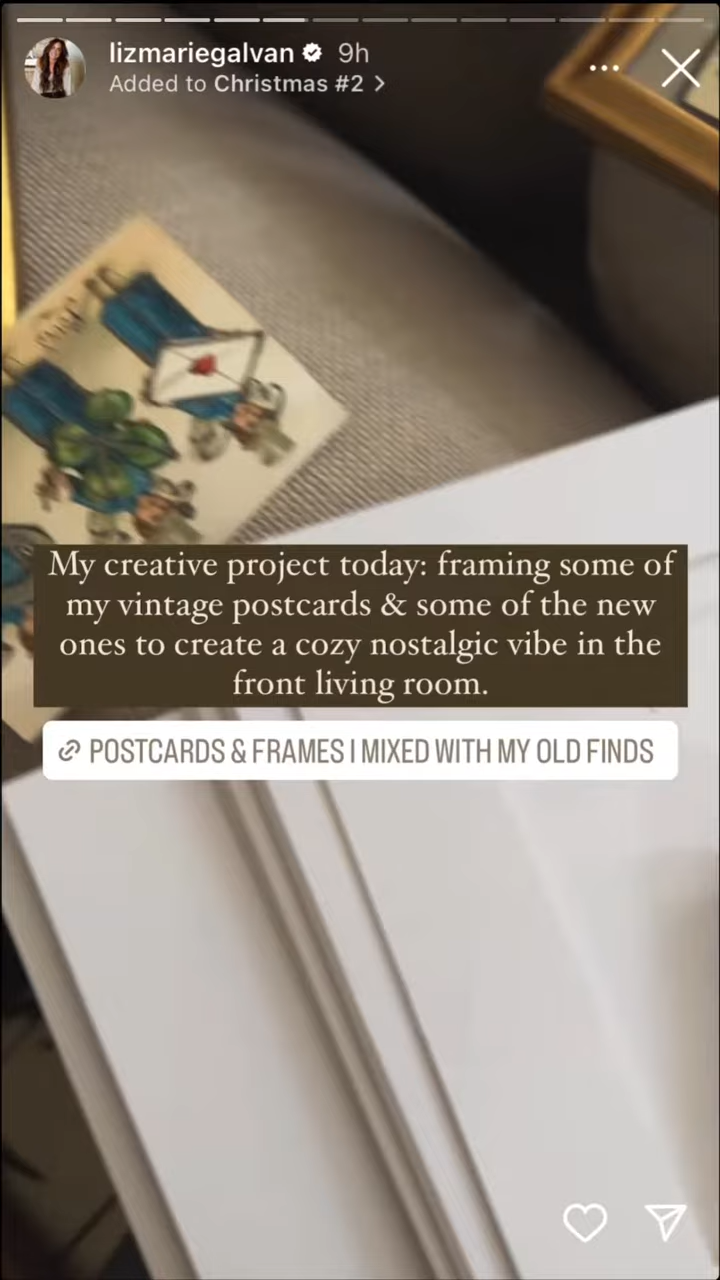 lizmariegalvan 9h
Added to Christmas #2 >
My creative project today: framing some of
my vintage postcards & some of the new
ones to create a cozy nostalgic vibe in the
front living room.
POSTCARDS & FRAMES I MIXED WITH MY OLD FINDS